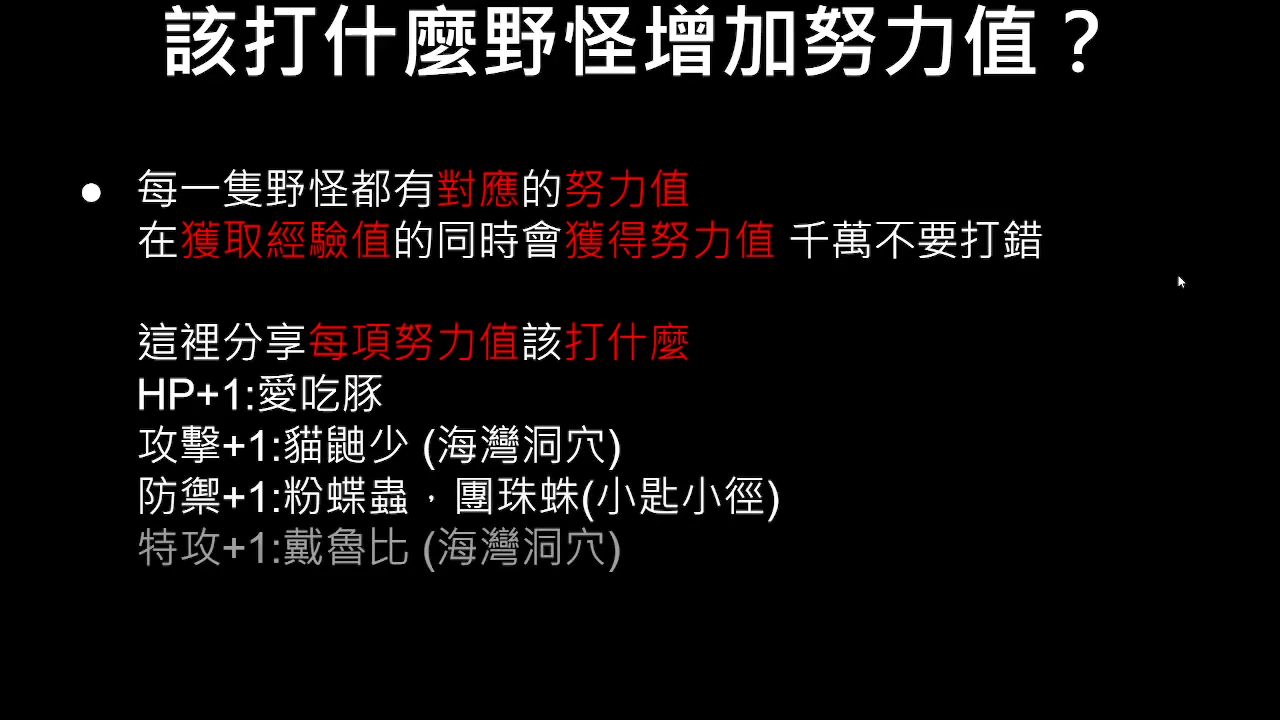 該打什麼野怪增加努力值？
● 每一隻野怪都有對應的努力值
在獲取經驗值的同時會獲得努力值 千萬不要打錯
這裡分享每項努力值該打什麼
HP+1:愛吃豚
攻擊+1:貓鼬少 (海灣洞穴)
防禦+1:粉蝶蟲，團珠蛛(小匙小徑)
特攻+1:戴魯比 (海灣洞穴)